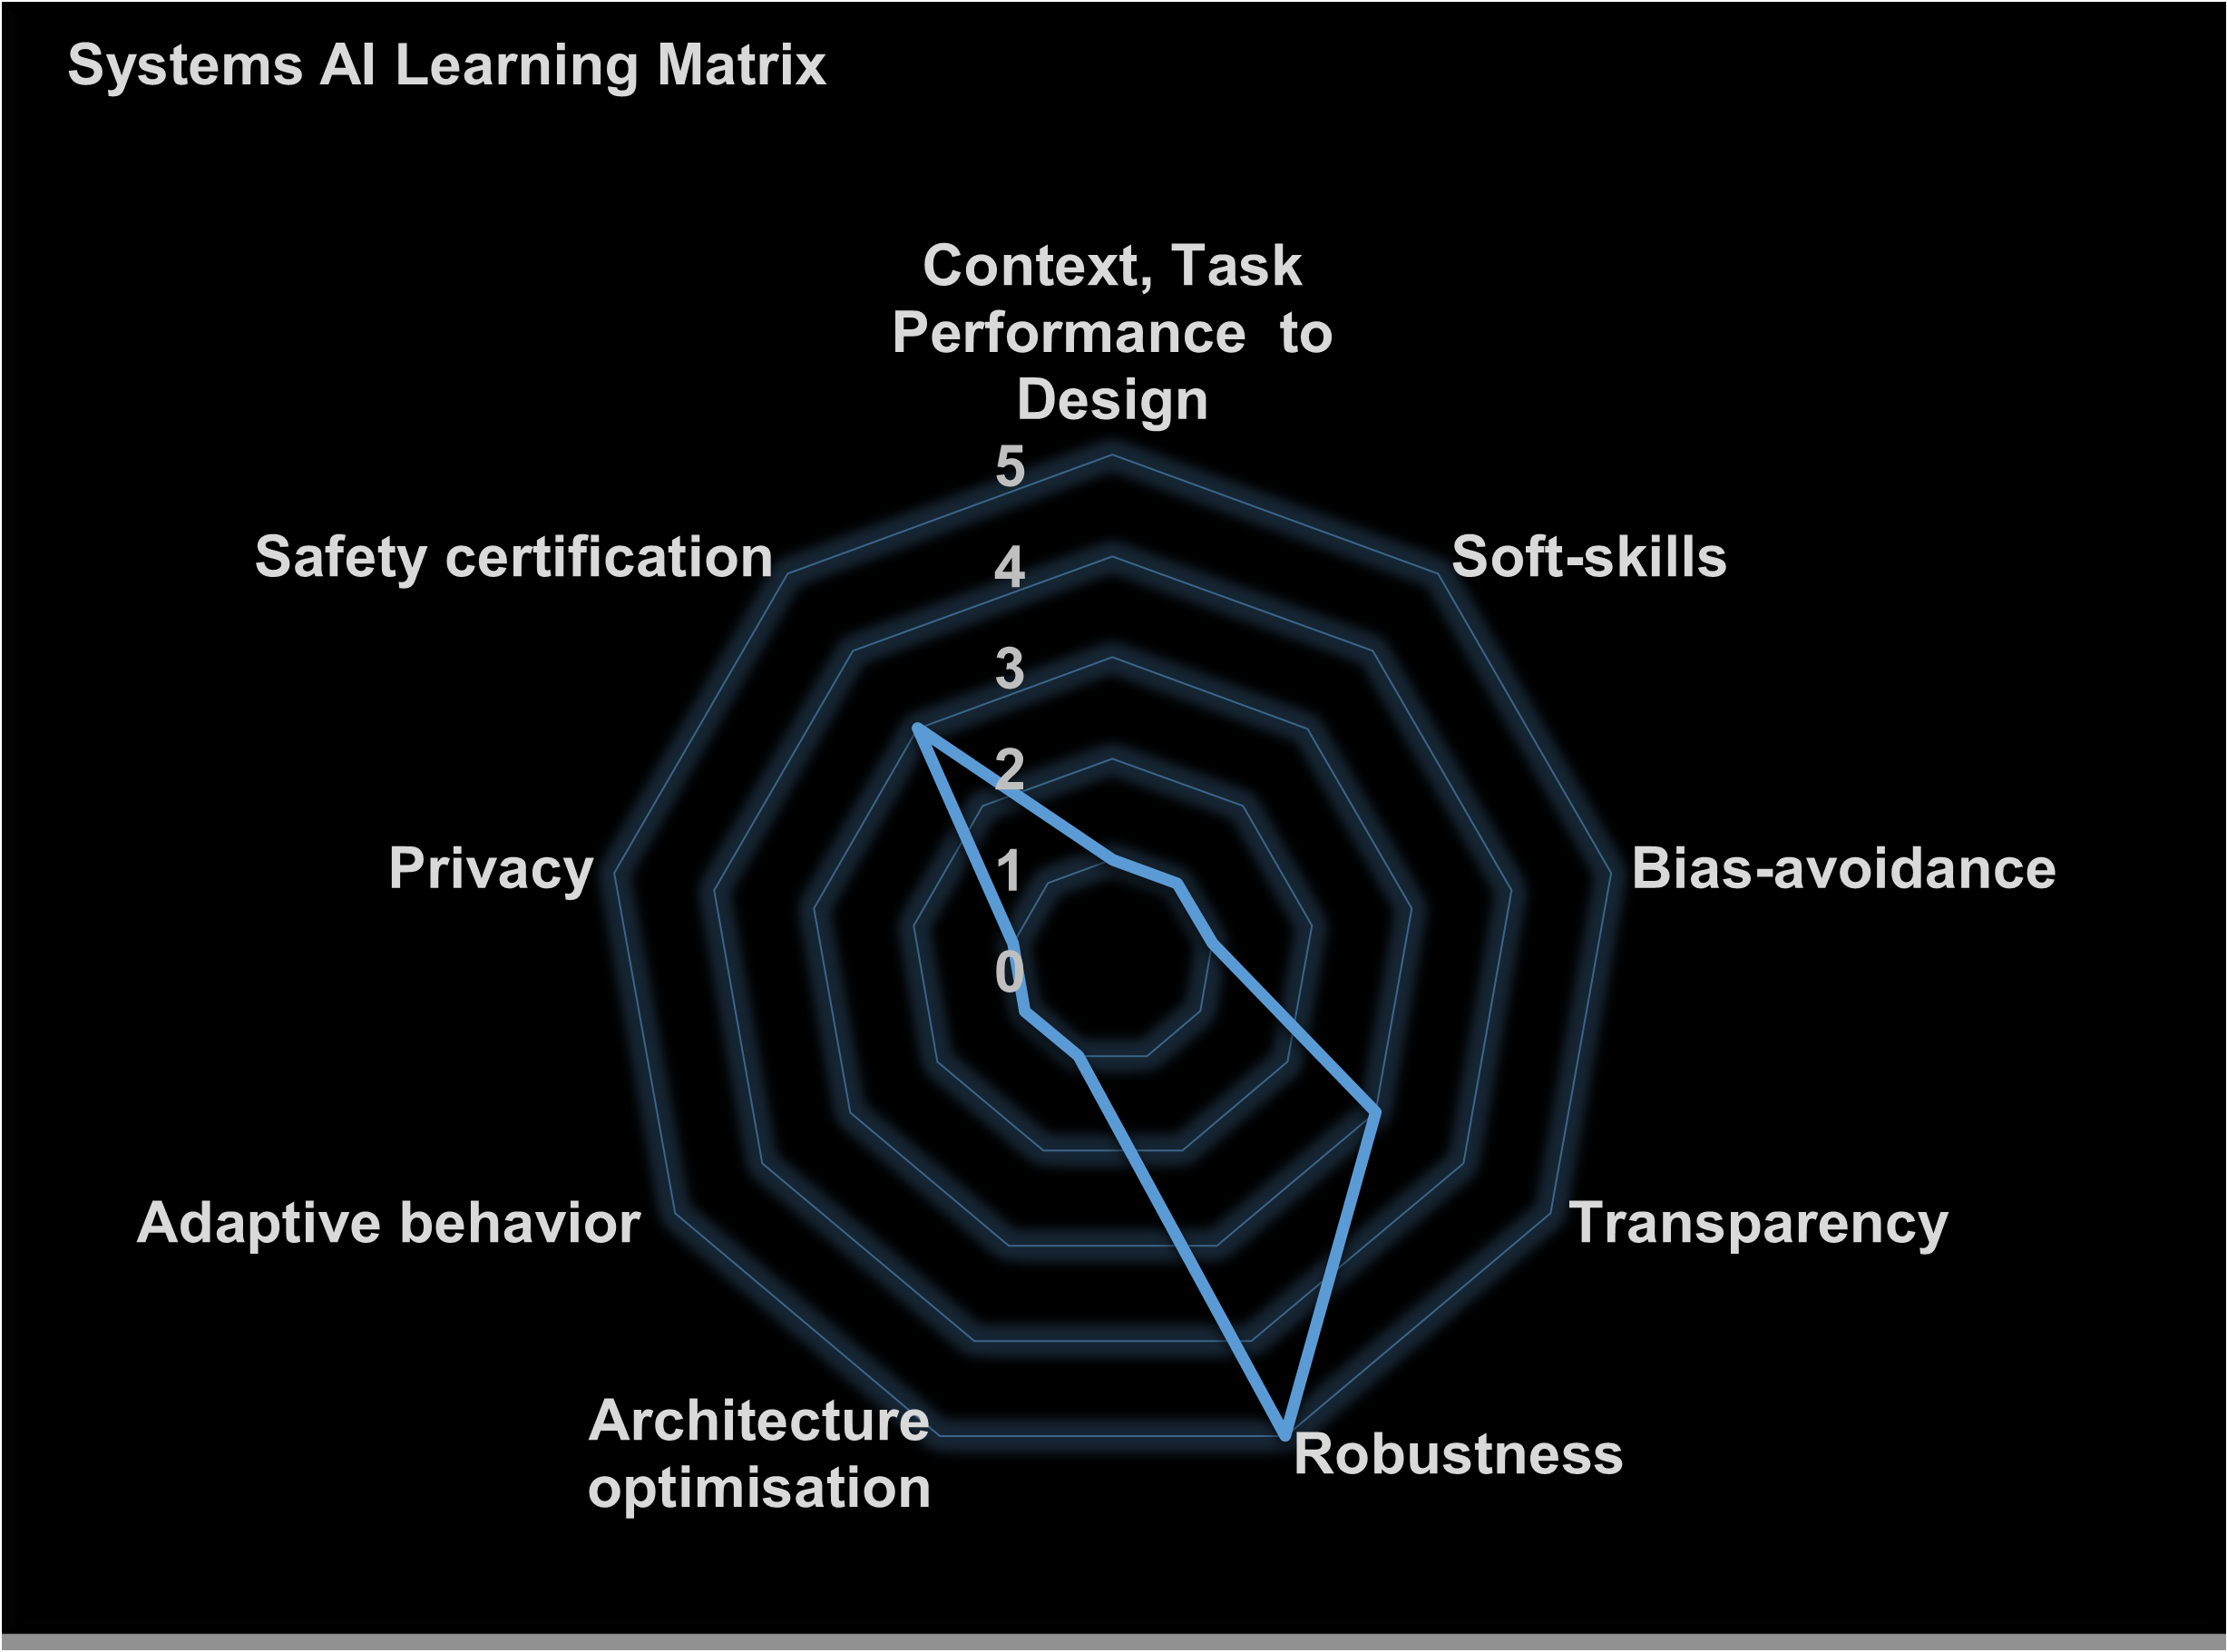 Systems AI Learning Matrix
Context, Task
Performance  to
Design
5
4
3
2
1
0
Safety certification
Soft-skills
Privacy
Bias-avoidance
Adaptive behavior
Transparency
Architecture
optimisation
Robustness